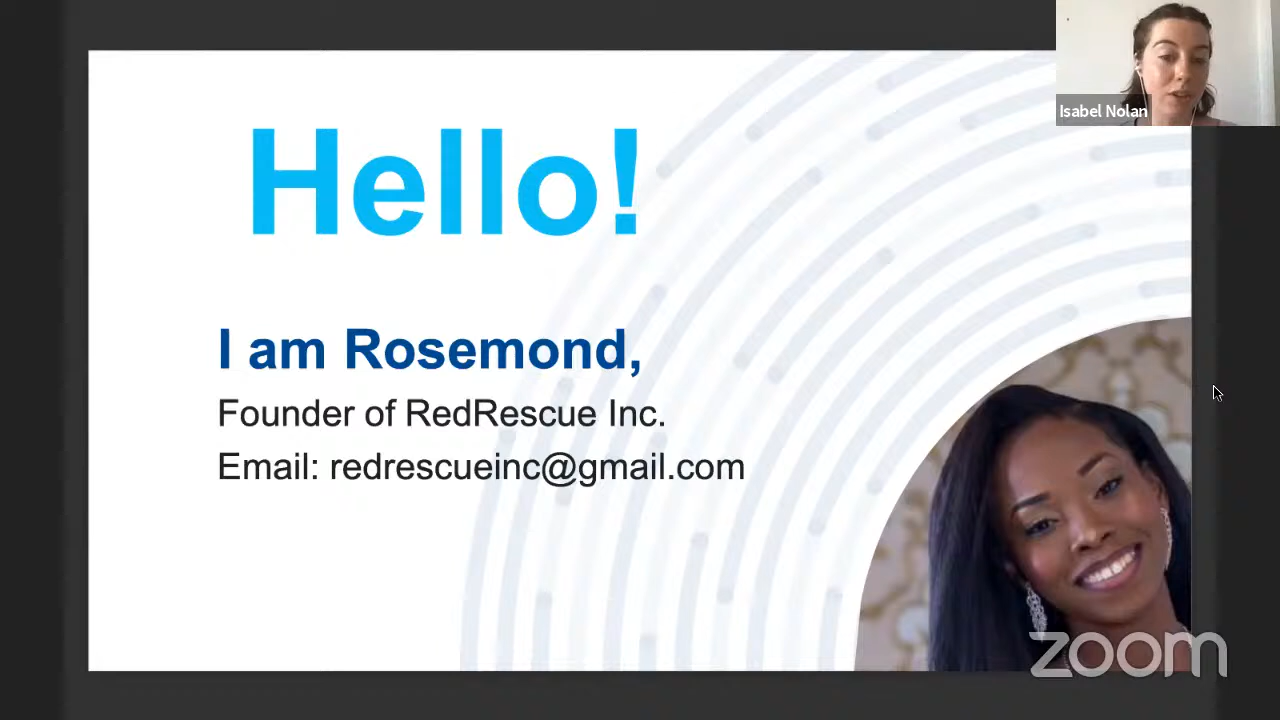 Isabel Nolan
Hello!
I am Rosemond,
Founder of RedRescue Inc.
Email: redrescueinc@gmail.com
zoom